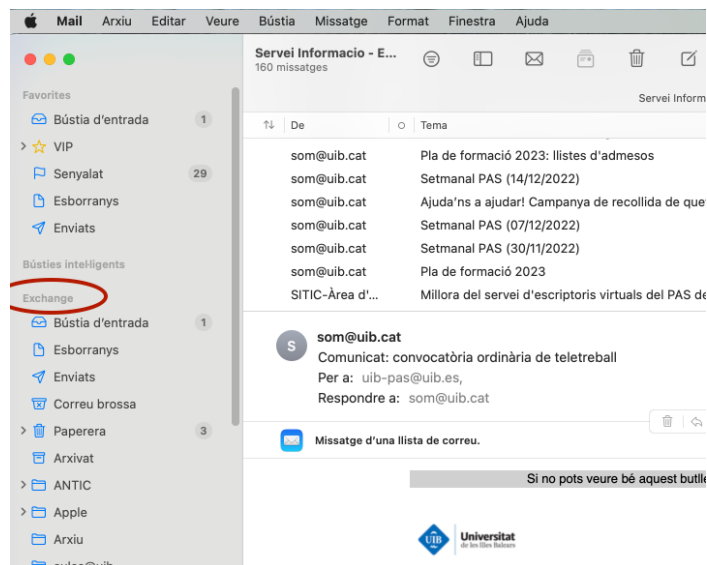 Mail Arxiu Editar Veure Bústia Missatge Format Finestra Ajuda
Servei Informacio - E...
160 missatges
Servei Inform
Favorites
Bústia d'entrada 1
VIP
Senyalat 29
Esborranys
Enviats
Bústies intel·ligents
Exchange
Bústia d'entrada 1
Esborranys
Enviats
Correu brossa
Paperera 3
Arxivat
ANTIC
Apple
Arxiu
De Tema
som@uib.cat Pla de formació 2023: llistes d'admesos
som@uib.cat Setmanal PAS (14/12/2022)
som@uib.cat Ajuda'ns a ajudar! Campanya de recollida de que
som@uib.cat Setmanal PAS (07/12/2022)
som@uib.cat Setmanal PAS (30/11/2022)
som@uib.cat Pla de formació 2023
SITIC-Àrea d'... Millora del servei d'escriptoris virtuals del PAS de
S
som@uib.cat
Comunicat: convocatòria ordinària de teletreball
Per a: uib-pas@uib.es,
Respondre a: som@uib.cat
Missatge d'una llista de correu.
Si no pots veure bé aquest butlle
UIB
Universitat
de les Illes Balears